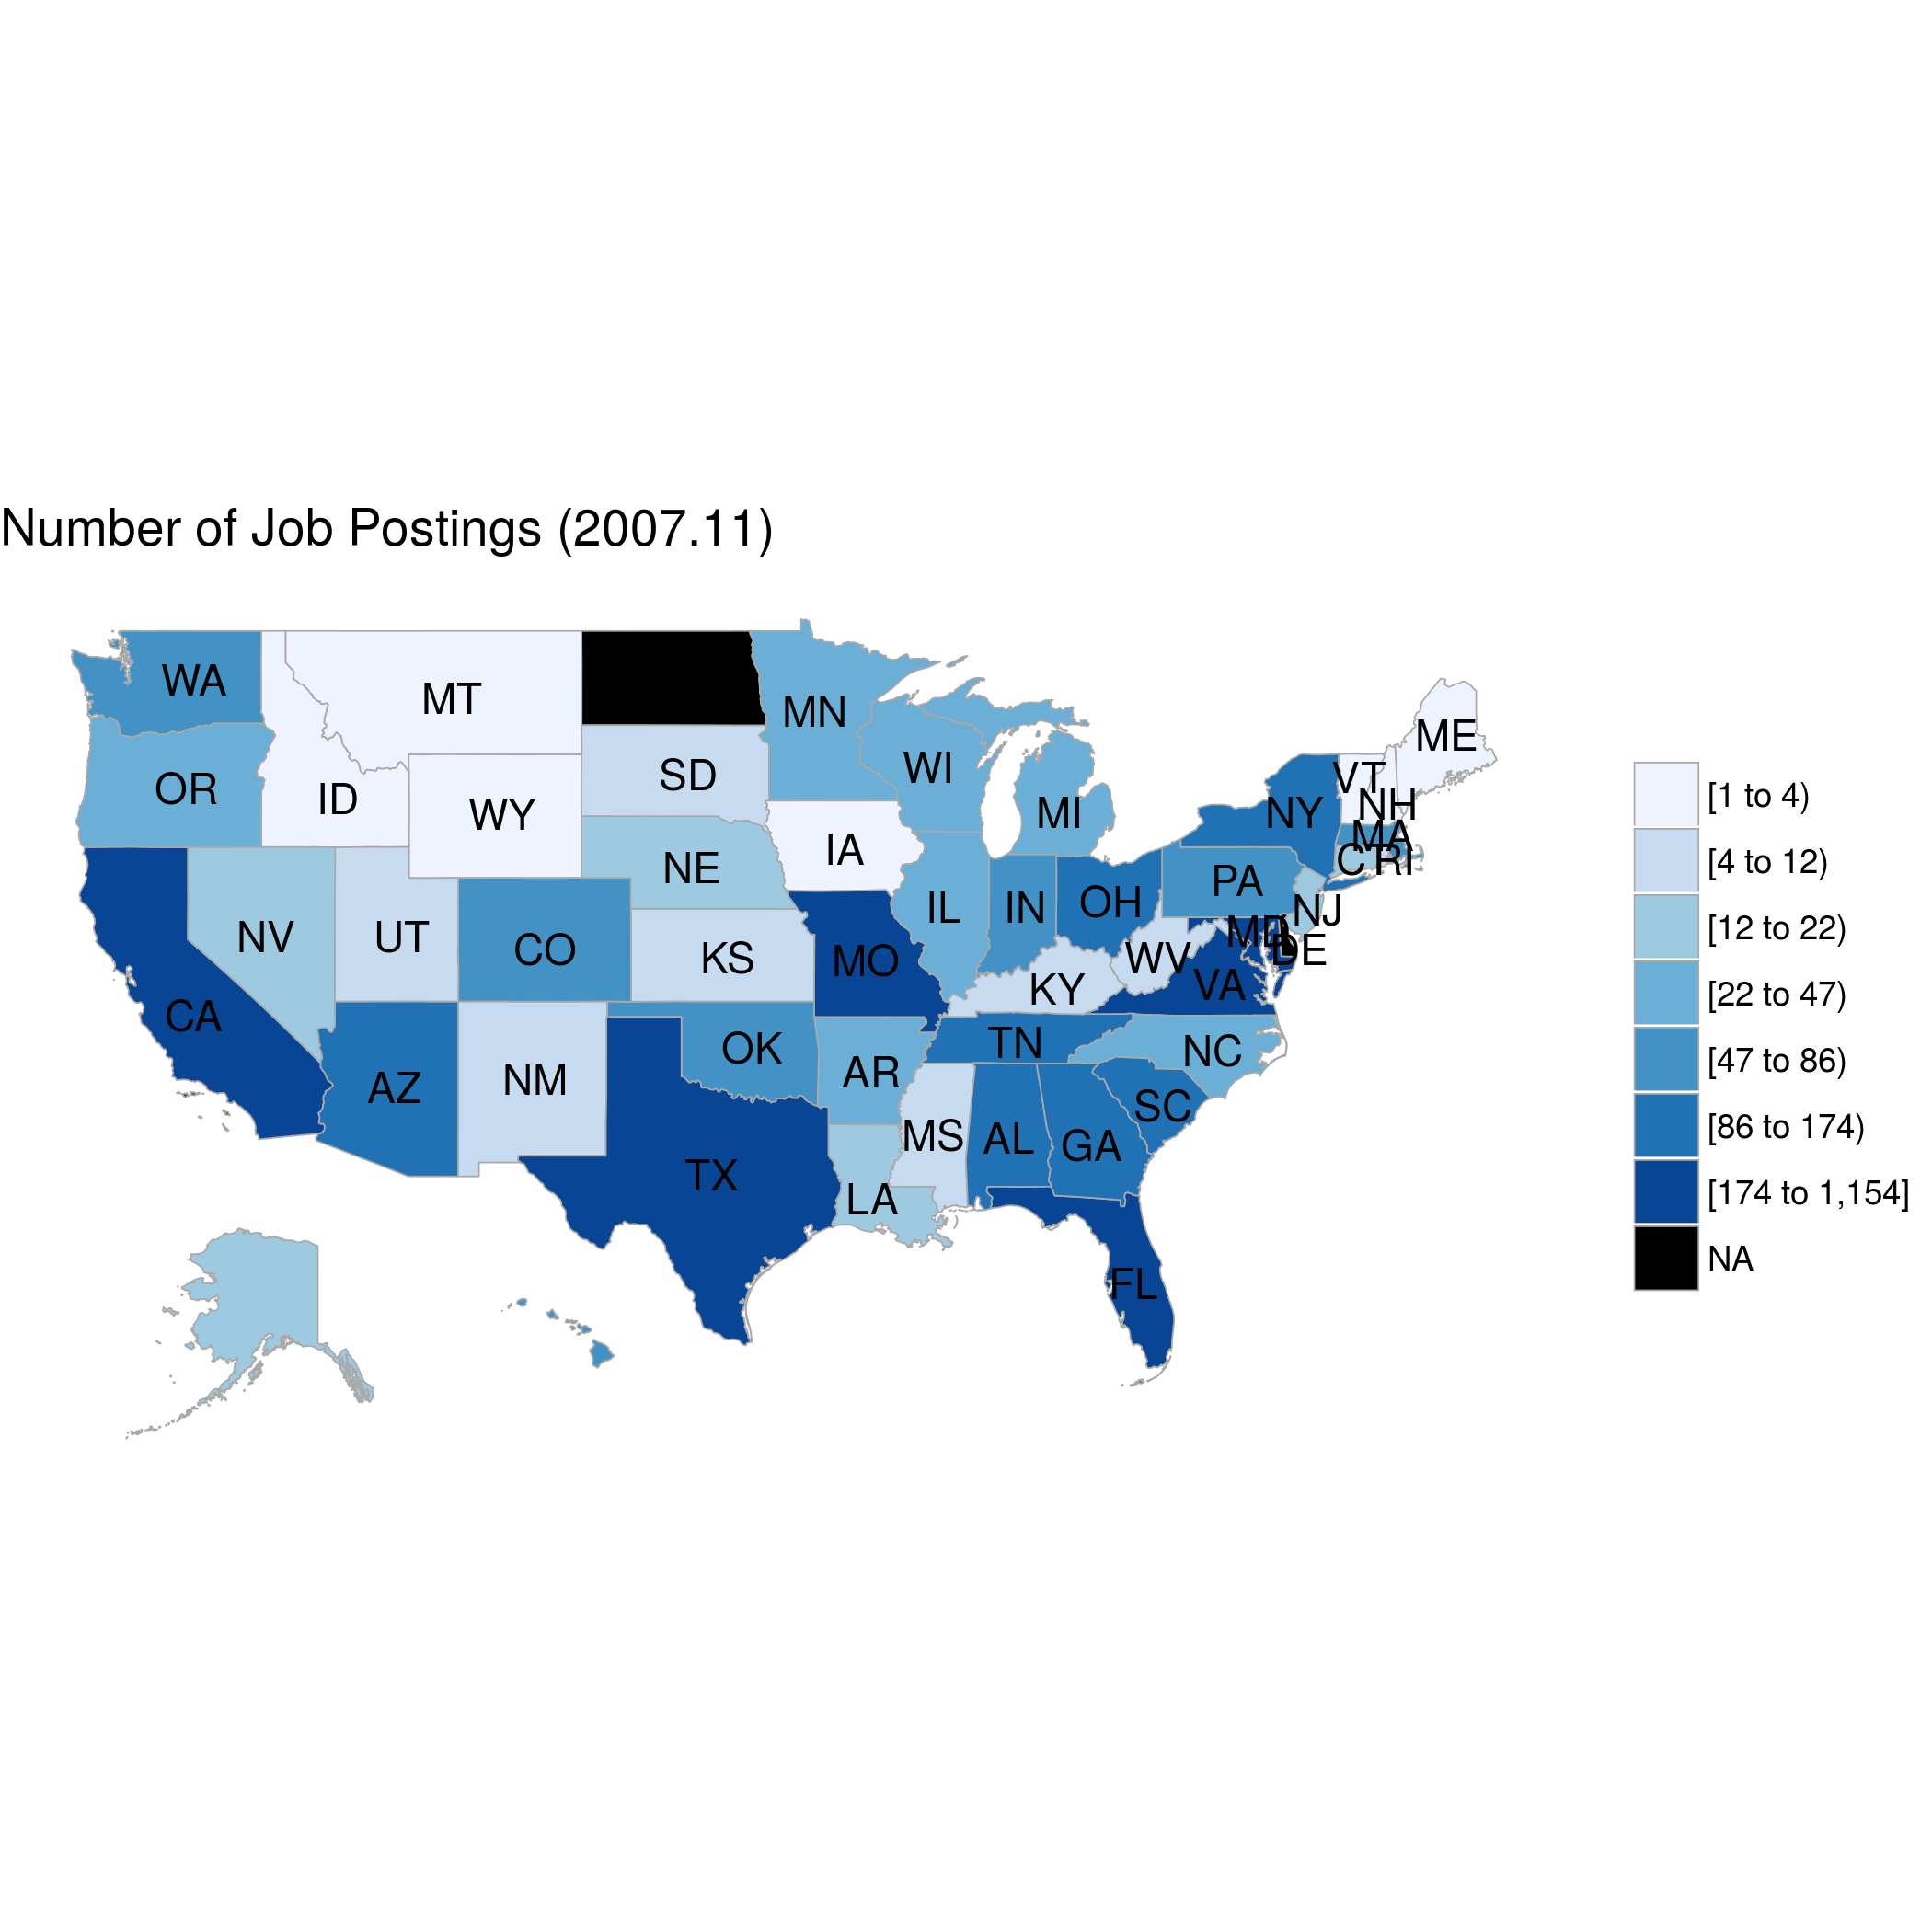 Number of Job Postings (2007.11)
WA
MT
MN
ME
OR
ID
WY
SD
WI
MI
NY
VT
NH
MA
CT
RI
IA
NE
PA
IL
IN
OH
NJ
NV
UT
CO
KS
MO
KY
WV
MD
DE
VA
CA
AZ
NM
OK
AR
TN
NC
SC
MS
AL
GA
TX
LA
FL
[1 to 4)
[4 to 12)
[12 to 22)
[22 to 47)
[47 to 86)
[86 to 174)
[174 to 1,154]
NA